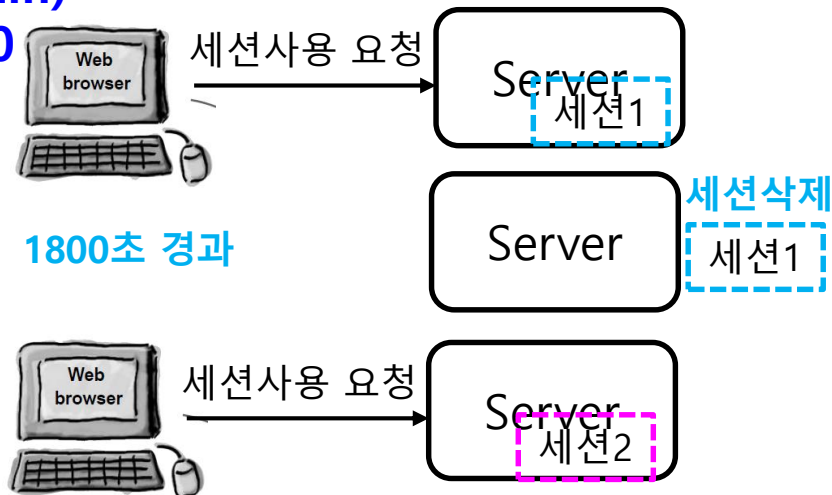 Web
browser
세션사용 요청
Server
세션1
1800초 경과
Server
세션삭제
세션1
Web
browser
세션사용 요청
Server
세션2